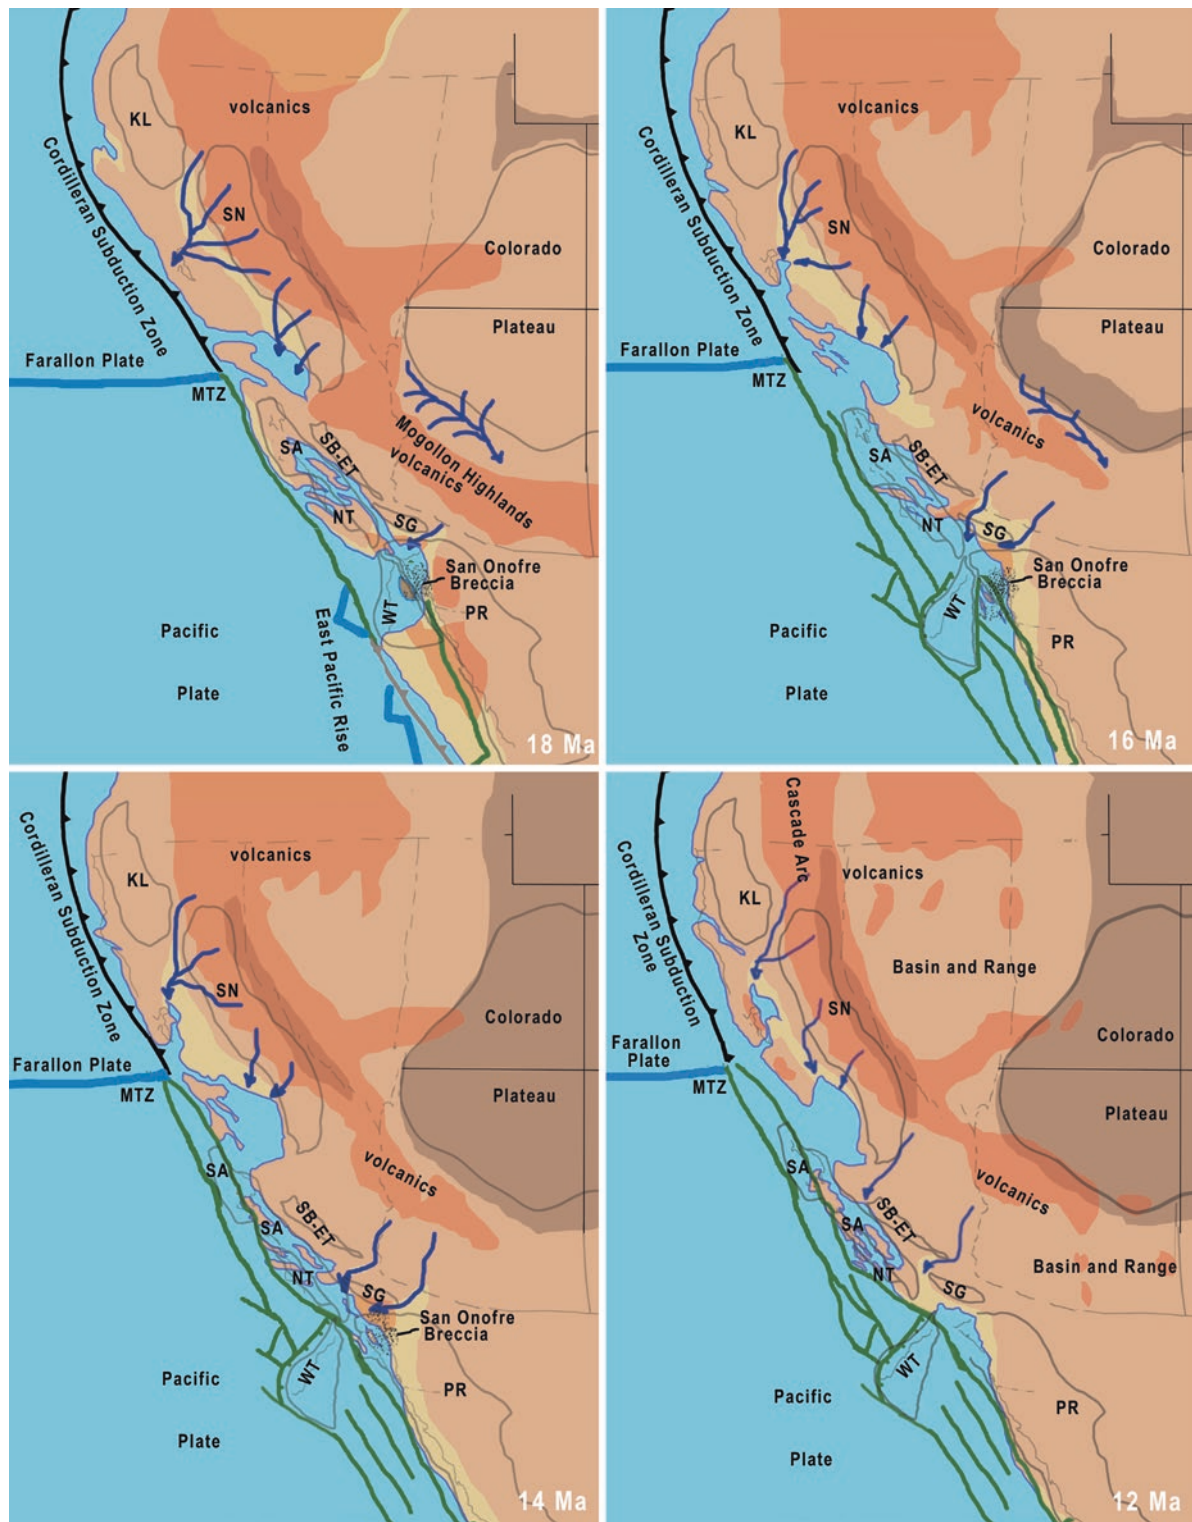 KL
volcanics
Cordilleran Subduction Zone
SN
Colorado
Plateau
Farallon Plate
MTZ
Mogollon Highlands
volcanics
SA
SB-ET
NT
SG
San Onofre
Breccia
WT
PR
Pacific
Plate
East Pacific Rise
18 Ma
volcanics
KL
Cordilleran Subduction Zone
SN
Colorado
Plateau
Farallon Plate
MTZ
volcanics
SA
SB-ET
NT
SG
San Onofre
Breccia
WT
PR
Pacific
Plate
16 Ma
volcanics
KL
Cordilleran Subduction Zone
SN
Colorado
Plateau
Farallon Plate
MTZ
volcanics
SA
SB-ET
SA
NT
SG
San Onofre
Breccia
WT
PR
Pacific
Plate
14 Ma
Cascade Arc
volcanics
KL
Cordilleran Subduction
Zone
Basin and Range
SN
Colorado
Plateau
Farallon
Plate
MTZ
volcanics
SA
SB-ET
SA
NT
SG
Basin and Range
WT
PR
Pacific
Plate
12 Ma